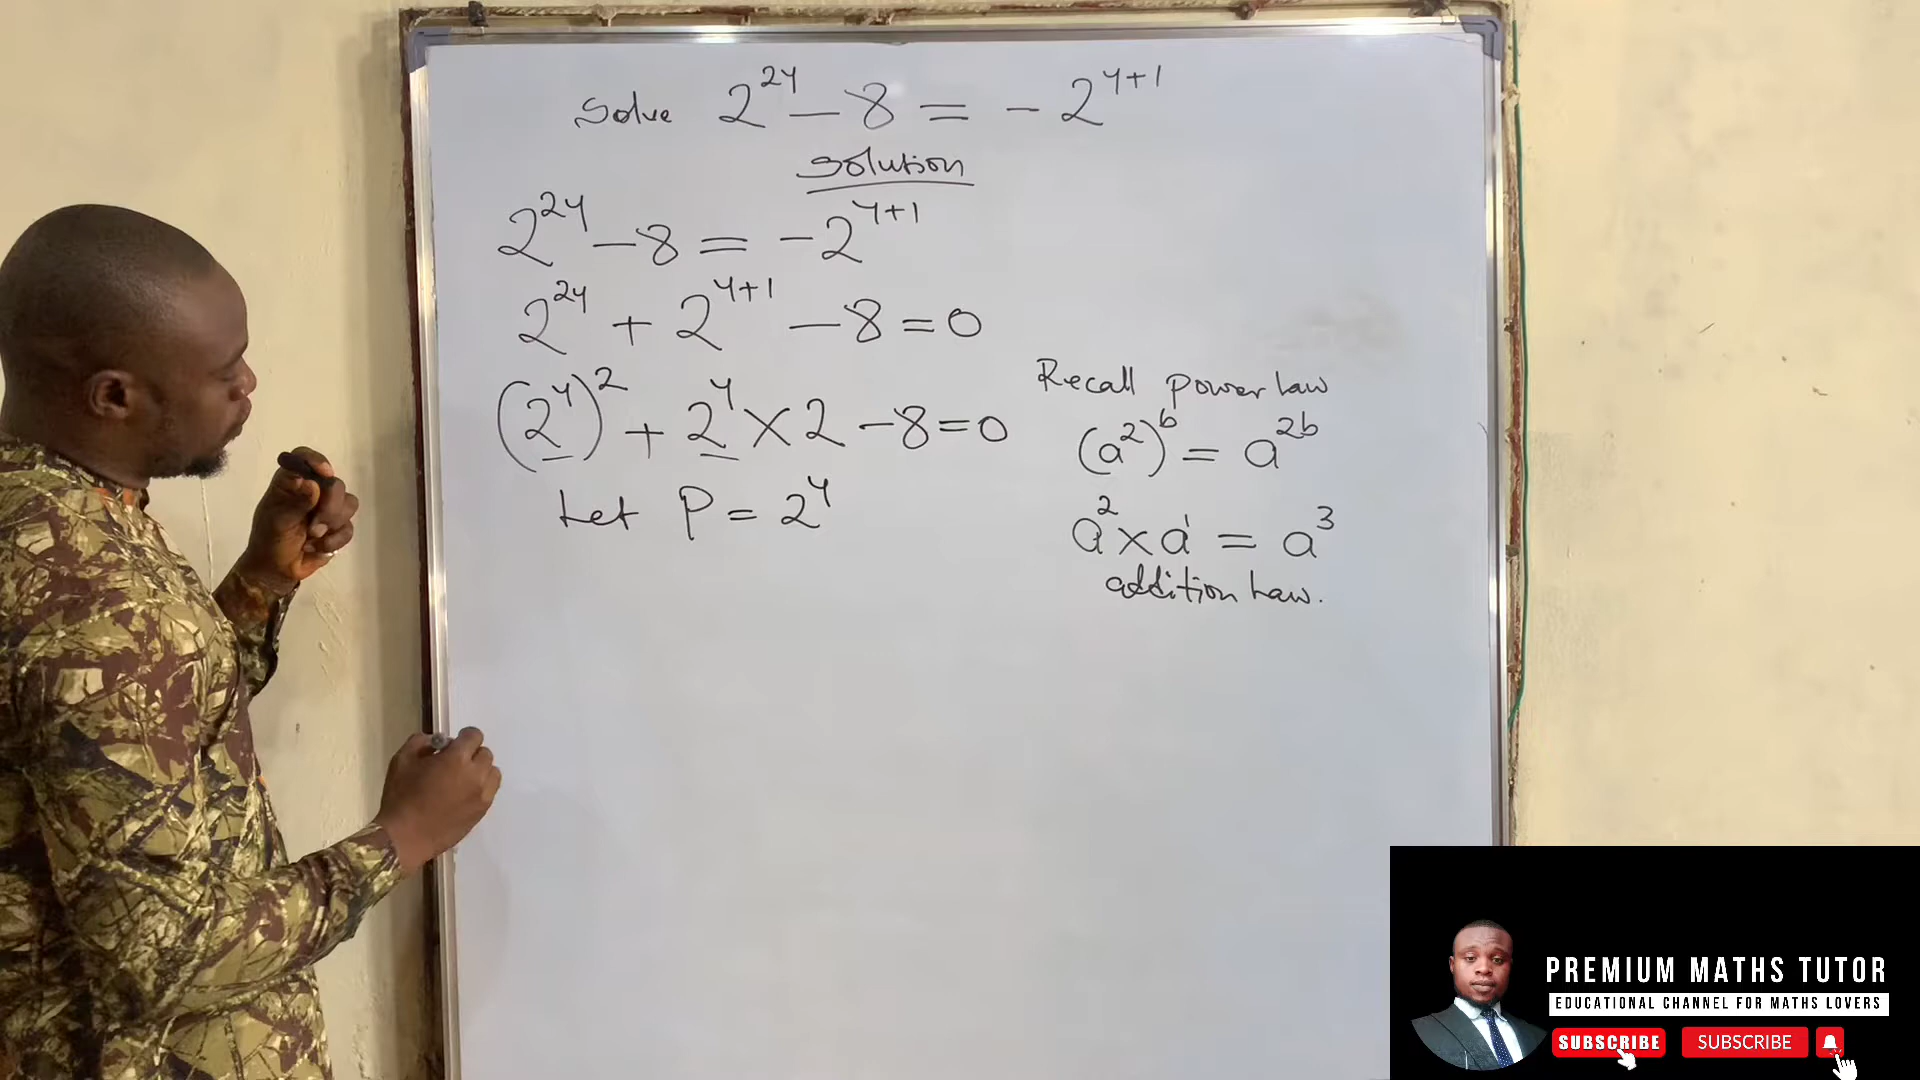 Solve 2^{2y} − 8 = − 2^{y+1}
Solution
2^{2y} − 8 = −2^{y+1}
2^{2y} + 2^{y+1} − 8 = 0
(2^y)^2 + 2^y × 2 − 8 = 0
Let P = 2^y
Recall power law
(a^2)^b = a^{2b}
a^2 × a^1 = a^3
addition Law.
PREMIUM MATHS TUTOR
EDUCATIONAL CHANNEL FOR MATHS LOVERS
SUBSCRIBE SUBSCRIBE